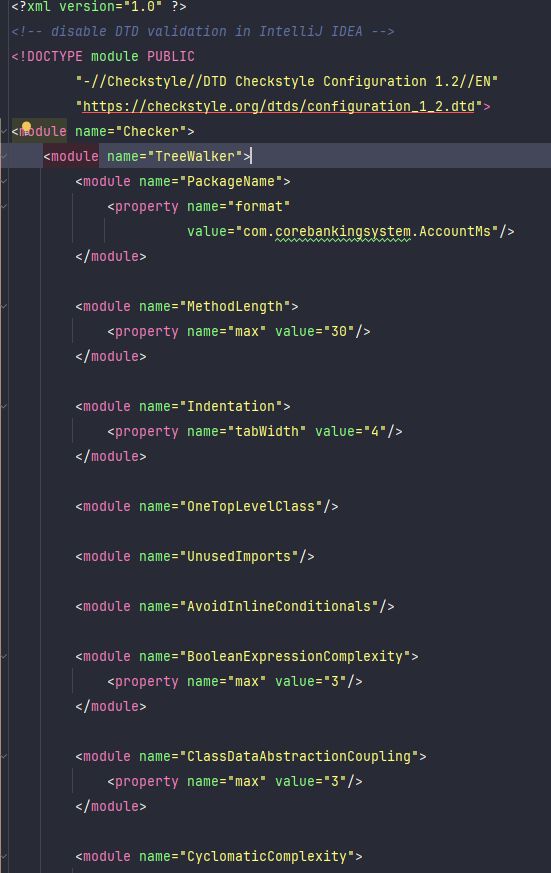 <?xml version="1.0" ?>
<!-- disable DTD validation in IntelliJ IDEA -->
<!DOCTYPE module PUBLIC
"-//Checkstyle//DTD Checkstyle Configuration 1.2//EN"
"https://checkstyle.org/dtds/configuration_1_2.dtd">
<module name="Checker">
<module name="TreeWalker">
<module name="PackageName">
<property name="format"
value="com.corebankingsystem.AccountMs"/>
</module>
<module name="MethodLength">
<property name="max" value="30"/>
</module>
<module name="Indentation">
<property name="tabWidth" value="4"/>
</module>
<module name="OneTopLevelClass"/>
<module name="UnusedImports"/>
<module name="AvoidInlineConditionals"/>
<module name="BooleanExpressionComplexity">
<property name="max" value="3"/>
</module>
<module name="ClassDataAbstractionCoupling">
<property name="max" value="3"/>
</module>
<module name="CyclomaticComplexity">